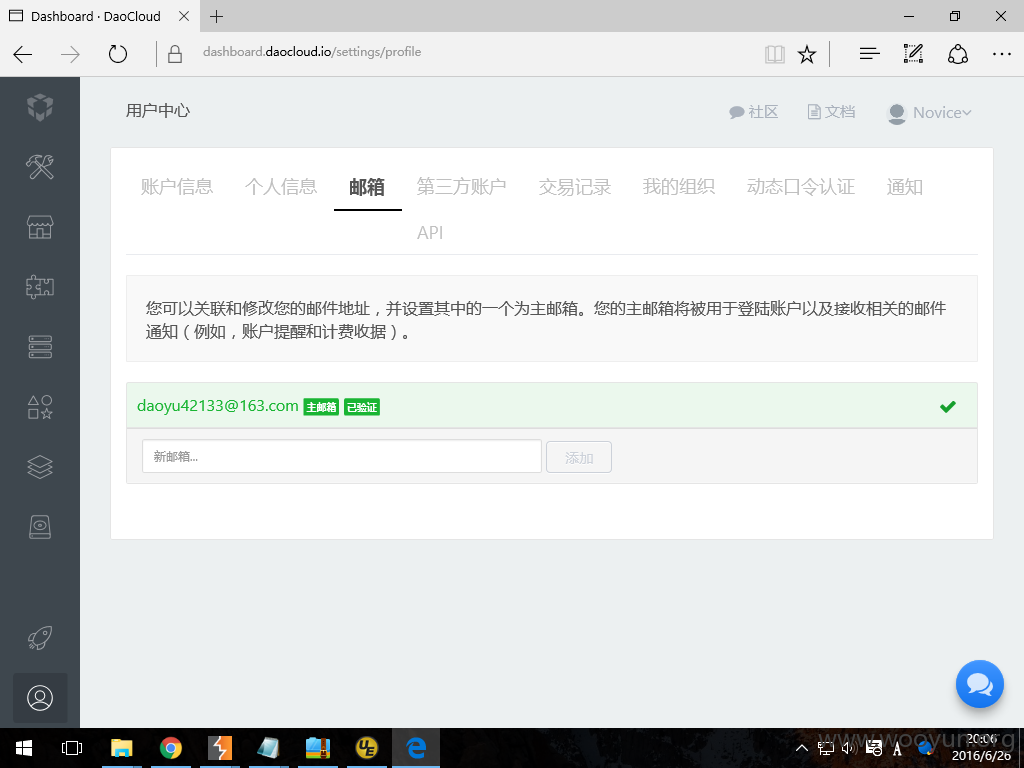 Dashboard · DaoCloud
dashboard.daocloud.io/settings/profile
用户中心
社区
文档
Novice
账户信息
个人信息
邮箱
第三方账户
交易记录
我的组织
动态口令认证
通知
API
您可以关联和修改您的邮件地址，并设置其中的一个为主邮箱。您的主邮箱将被用于登陆账户以及接收相关的邮件
通知（例如，账户提醒和计费收据）。
daoyu42133@163.com 主邮箱 已验证
新邮箱...
添加
www.wooyun.org
20:06
2016/6/26